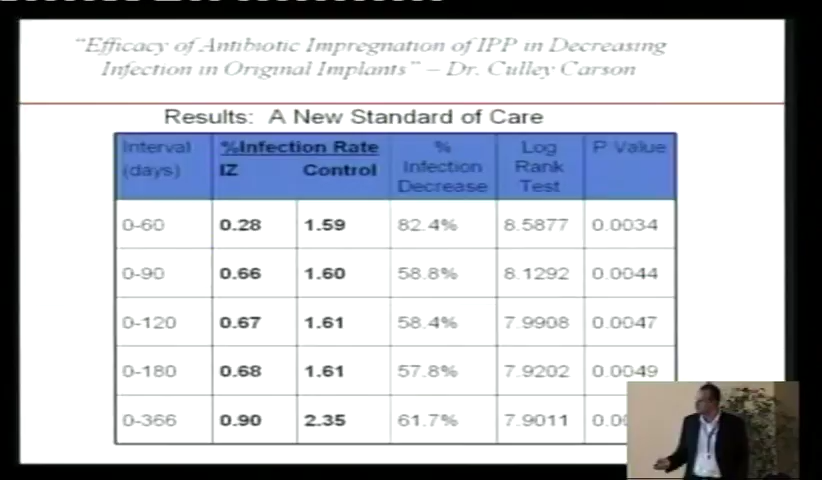 "Efficacy of Antibiotic Impregnation of IPP in Decreasing
Infection in Original Implants" – Dr. Culley Carson
Results: A New Standard of Care
Interval (days) %Infection Rate IZ Control % Infection Decrease Log Rank Test P Value
0-60 0.28 1.59 82.4% 8.5877 0.0034
0-90 0.66 1.60 58.8% 8.1292 0.0044
0-120 0.67 1.61 58.4% 7.9908 0.0047
0-180 0.68 1.61 57.8% 7.9202 0.0049
0-366 0.90 2.35 61.7% 7.9011